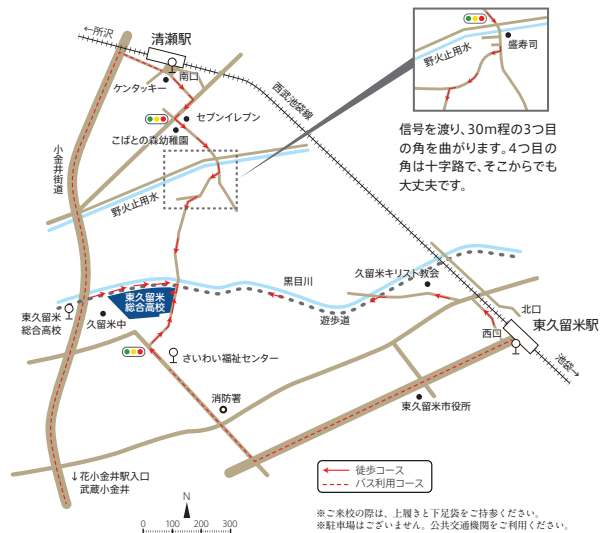 ←所沢
清瀬駅
南口
ケンタッキー
セブンイレブン
こばとの森幼稚園
西武池袋線
小金井街道
野火止用水
野火止用水
盛寿司
信号を渡り、30m程の3つ目
の角を曲がります。4つ目の
角は十字路で、そこからでも
大丈夫です。
黒目川
久留米キリスト教会
遊歩道
北口
東久留米駅
西口
池袋→
東久留米
総合高校
東久留米
総合高校
久留米中
さいわい福祉センター
消防署
東久留米市役所
↓花小金井駅入口
武蔵小金井
徒歩コース
バス利用コース
N
0 100 200 300
※ご来校の際は、上履きと下足袋をご持参ください。
※駐車場はございません。公共交通機関をご利用ください。